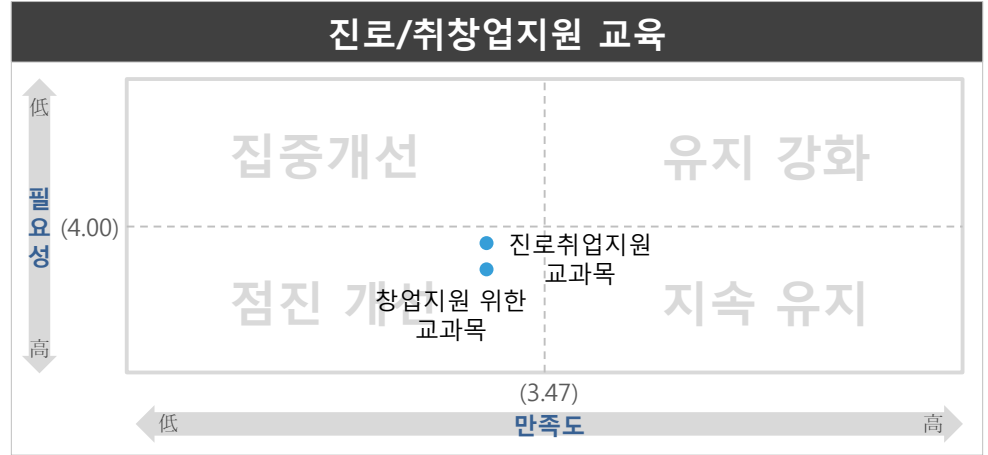 진로/취창업지원 교육
低
집중개선
유지 강화
필
요
성
(4.00)
진로취업지원
교과목
점진 개선
창업지원 위한
교과목
지속 유지
高
(3.47)
低
만족도
高